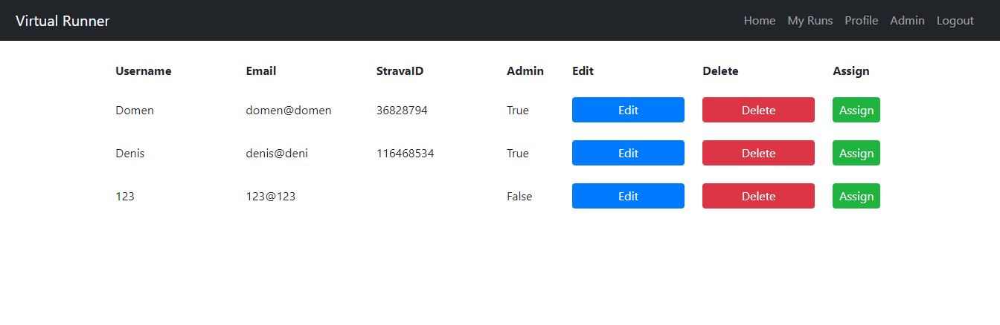 Virtual Runner Home My Runs Profile Admin Logout
Username Email StravaID Admin Edit Delete Assign
Domen domen@domen 36828794 True Edit Delete Assign
Denis denis@deni 116468534 True Edit Delete Assign
123 123@123 False Edit Delete Assign